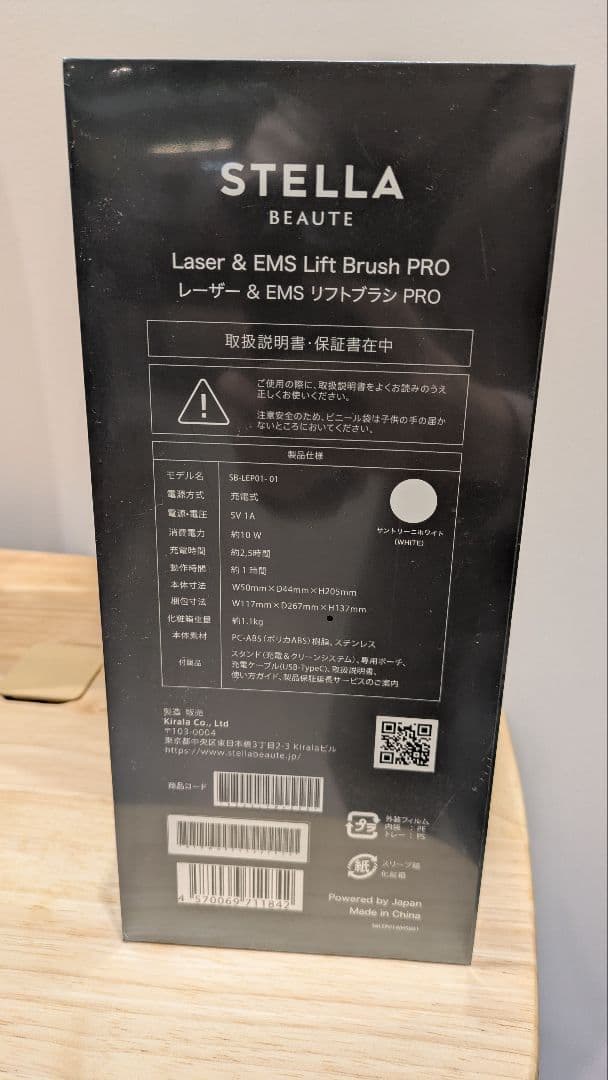 STELLA
BEAUTE
Laser & EMS Lift Brush PRO
レーザー & EMS リフトブラシ PRO
取扱説明書・保証書在中
ご使用の際に、取扱説明書をよくお読みのうえ
正しくお使いください。
注意安全のため、ビニール袋は子供の手の届か
ないところにおいてください。
製品仕様
モデル名 SB-LEP01-01
電源方式 充電式
電源・電圧 5V 1A
消費電力 約10 W
充電時間 約2,5時間
動作時間 約1時間
本体寸法 W50mm×D44mm×H205mm
梱包寸法 W117mm×D267mm×H137mm
化粧箱重量 約1.1kg
本体素材 PC-ABS(ポリカABS)樹脂、ステンレス
付属品 スタンド(充電&クリーンシステム)、専用ポーチ、
充電ケーブル(USB-TypeC)、取扱説明書、
使い方ガイド、製品保証延長サービスのご案内
サントリーニホワイト
(WHITE)
製造 販売
Kirala Co., Ltd
〒103-0004
東京都中央区東日本橋3丁目2-3 Kiralaビル
https://www.stellabeaute.jp/
商品コード
4 570069 711842
プラ
外装フィルム
内袋 : PE
トレー : PS
紙
スリーブ箱
化粧箱
Powered by Japan
Made in China